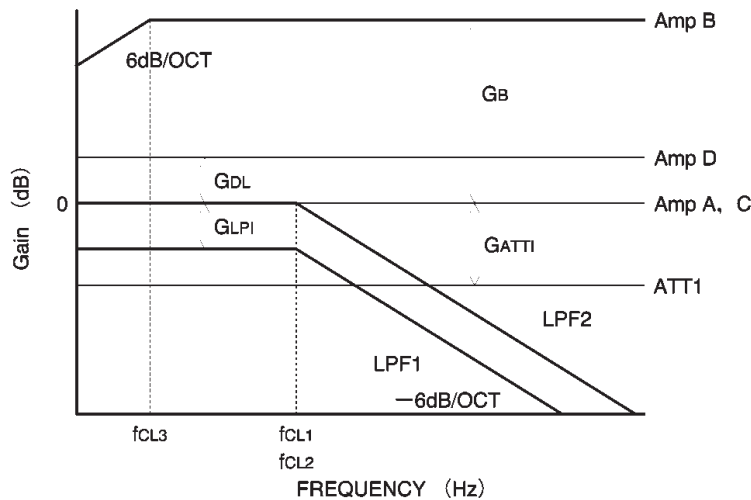 Amp B
6dB/OCT
GB
Amp D
Gain (dB)
GDL
0
Amp A, C
GLPI
GATTI
ATT1
LPF2
LPF1
−6dB/OCT
fCL3
fCL1
fCL2
FREQUENCY (Hz)